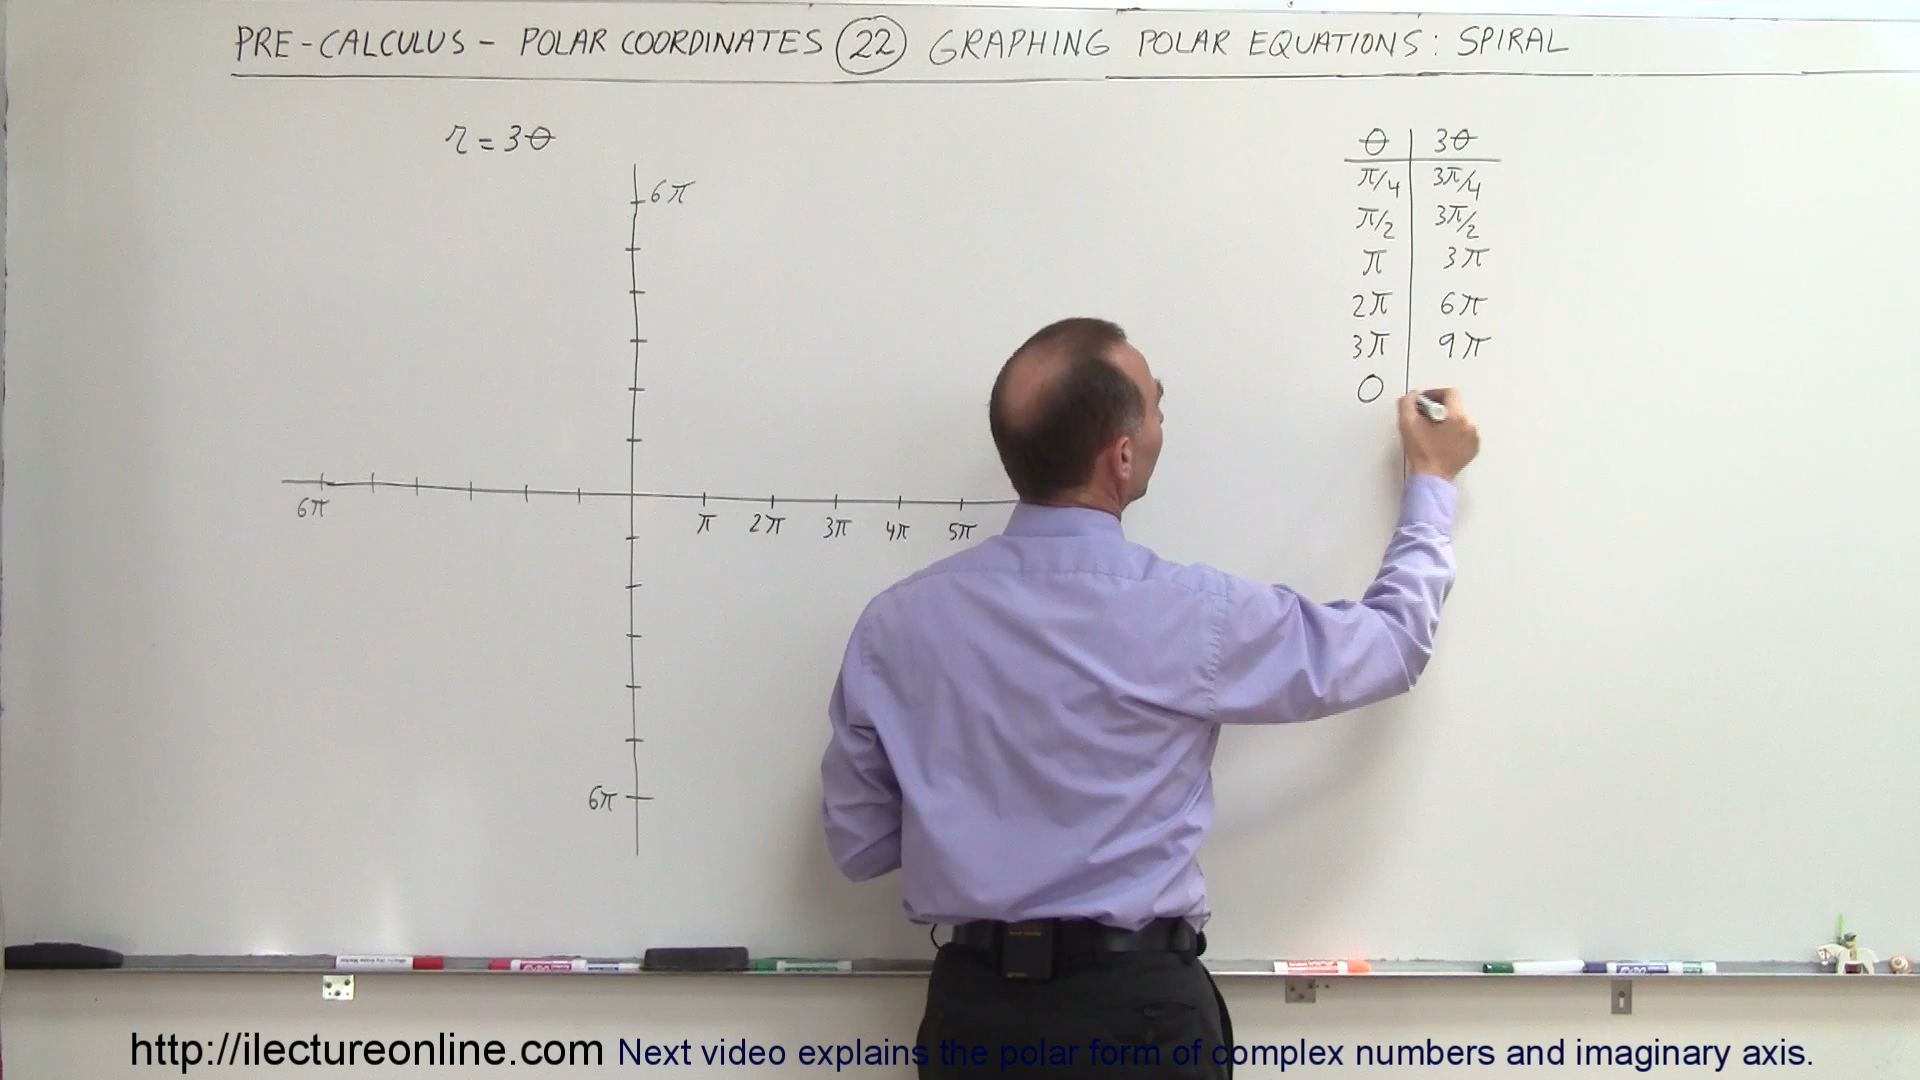 PRE-CALCULUS - POLAR COORDINATES 22 GRAPHING POLAR EQUATIONS: SPIRAL
r = 3θ
6π
6π
π 2π 3π 4π 5π
6π
θ 3θ
π/4 3π/4
π/2 3π/2
π 3π
2π 6π
3π 9π
0
http://ilectureonline.com Next video explains the polar form of complex numbers and imaginary axis.